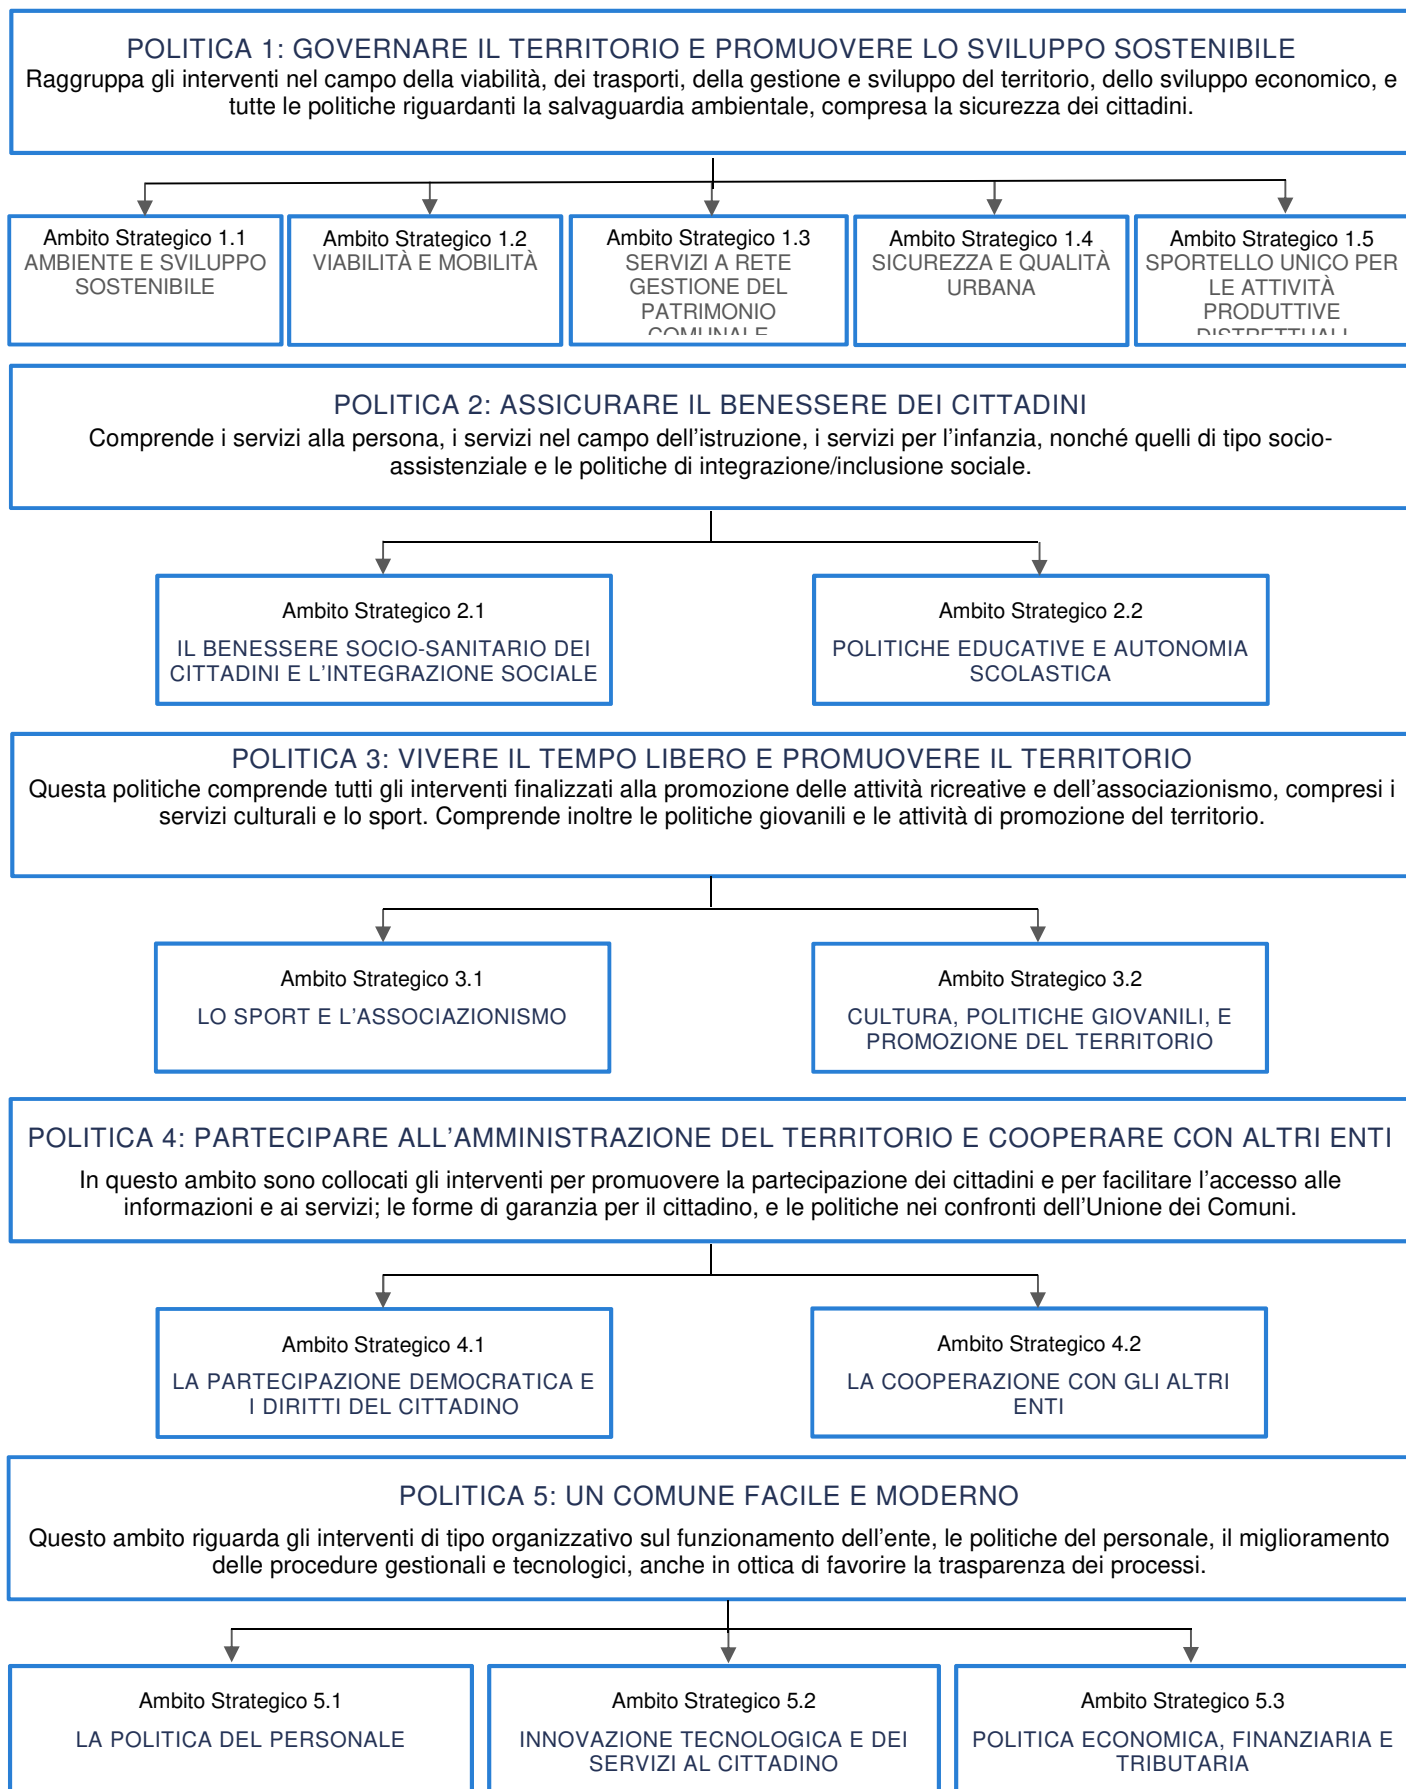 POLITICA 1: GOVERNARE IL TERRITORIO E PROMUOVERE LO SVILUPPO SOSTENIBILE
Raggruppa gli interventi nel campo della viabilità, dei trasporti, della gestione e sviluppo del territorio, dello sviluppo economico, e
tutte le politiche riguardanti la salvaguardia ambientale, compresa la sicurezza dei cittadini.
Ambito Strategico 1.1
AMBIENTE E SVILUPPO
SOSTENIBILE
Ambito Strategico 1.2
VIABILITÀ E MOBILITÀ
Ambito Strategico 1.3
SERVIZI A RETE
GESTIONE DEL
PATRIMONIO
COMUNALE
Ambito Strategico 1.4
SICUREZZA E QUALITÀ
URBANA
Ambito Strategico 1.5
SPORTELLO UNICO PER
LE ATTIVITÀ
PRODUTTIVE
DISTRETTUALI
POLITICA 2: ASSICURARE IL BENESSERE DEI CITTADINI
Comprende i servizi alla persona, i servizi nel campo dell’istruzione, i servizi per l’infanzia, nonché quelli di tipo socio-
assistenziale e le politiche di integrazione/inclusione sociale.
Ambito Strategico 2.1
IL BENESSERE SOCIO-SANITARIO DEI
CITTADINI E L’INTEGRAZIONE SOCIALE
Ambito Strategico 2.2
POLITICHE EDUCATIVE E AUTONOMIA
SCOLASTICA
POLITICA 3: VIVERE IL TEMPO LIBERO E PROMUOVERE IL TERRITORIO
Questa politiche comprende tutti gli interventi finalizzati alla promozione delle attività ricreative e dell’associazionismo, compresi i
servizi culturali e lo sport. Comprende inoltre le politiche giovanili e le attività di promozione del territorio.
Ambito Strategico 3.1
LO SPORT E L’ASSOCIAZIONISMO
Ambito Strategico 3.2
CULTURA, POLITICHE GIOVANILI, E
PROMOZIONE DEL TERRITORIO
POLITICA 4: PARTECIPARE ALL’AMMINISTRAZIONE DEL TERRITORIO E COOPERARE CON ALTRI ENTI
In questo ambito sono collocati gli interventi per promuovere la partecipazione dei cittadini e per facilitare l’accesso alle
informazioni e ai servizi; le forme di garanzia per il cittadino, e le politiche nei confronti dell’Unione dei Comuni.
Ambito Strategico 4.1
LA PARTECIPAZIONE DEMOCRATICA E
I DIRITTI DEL CITTADINO
Ambito Strategico 4.2
LA COOPERAZIONE CON GLI ALTRI
ENTI
POLITICA 5: UN COMUNE FACILE E MODERNO
Questo ambito riguarda gli interventi di tipo organizzativo sul funzionamento dell’ente, le politiche del personale, il miglioramento
delle procedure gestionali e tecnologici, anche in ottica di favorire la trasparenza dei processi.
Ambito Strategico 5.1
LA POLITICA DEL PERSONALE
Ambito Strategico 5.2
INNOVAZIONE TECNOLOGICA E DEI
SERVIZI AL CITTADINO
Ambito Strategico 5.3
POLITICA ECONOMICA, FINANZIARIA E
TRIBUTARIA